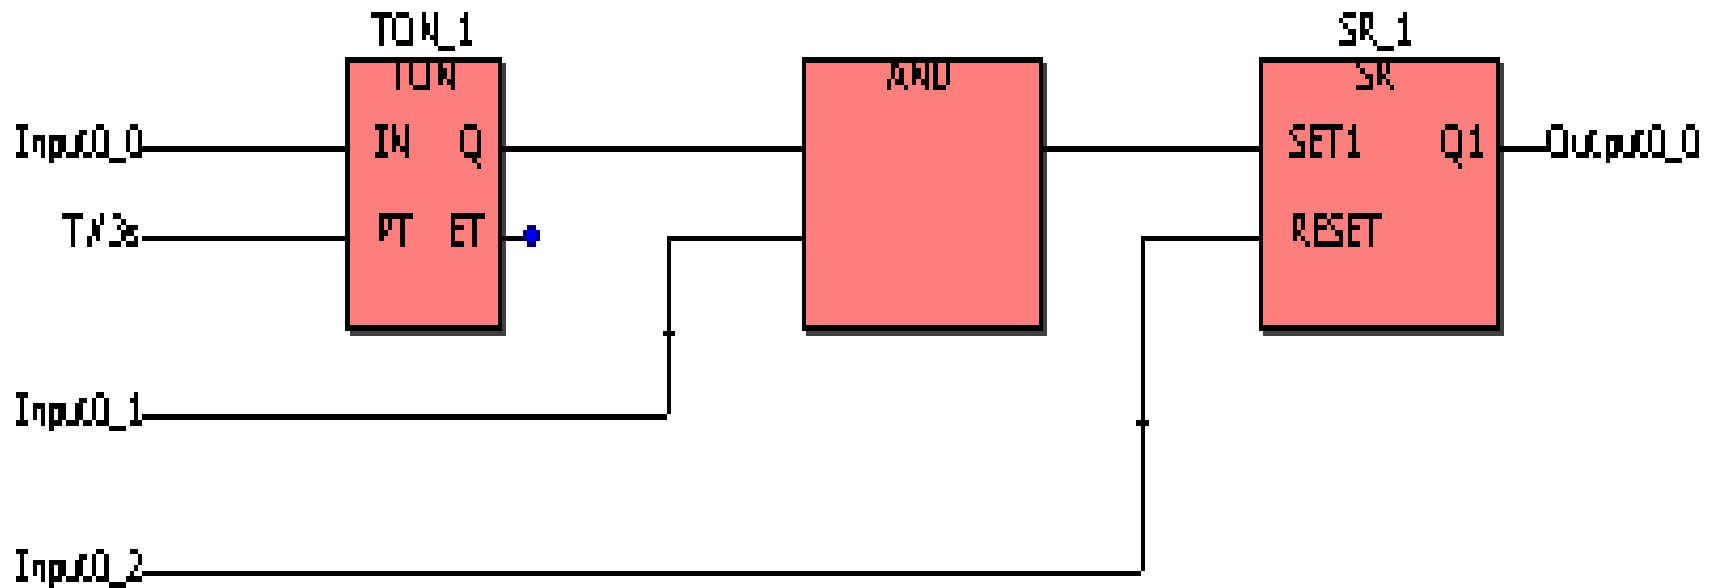 TON_1
SR_1
TON
AND
SR
Input0_0
IN
Q
SET1
Q1
Output0_0
T#3s
PT
ET
RESET
Input0_1
Input0_2